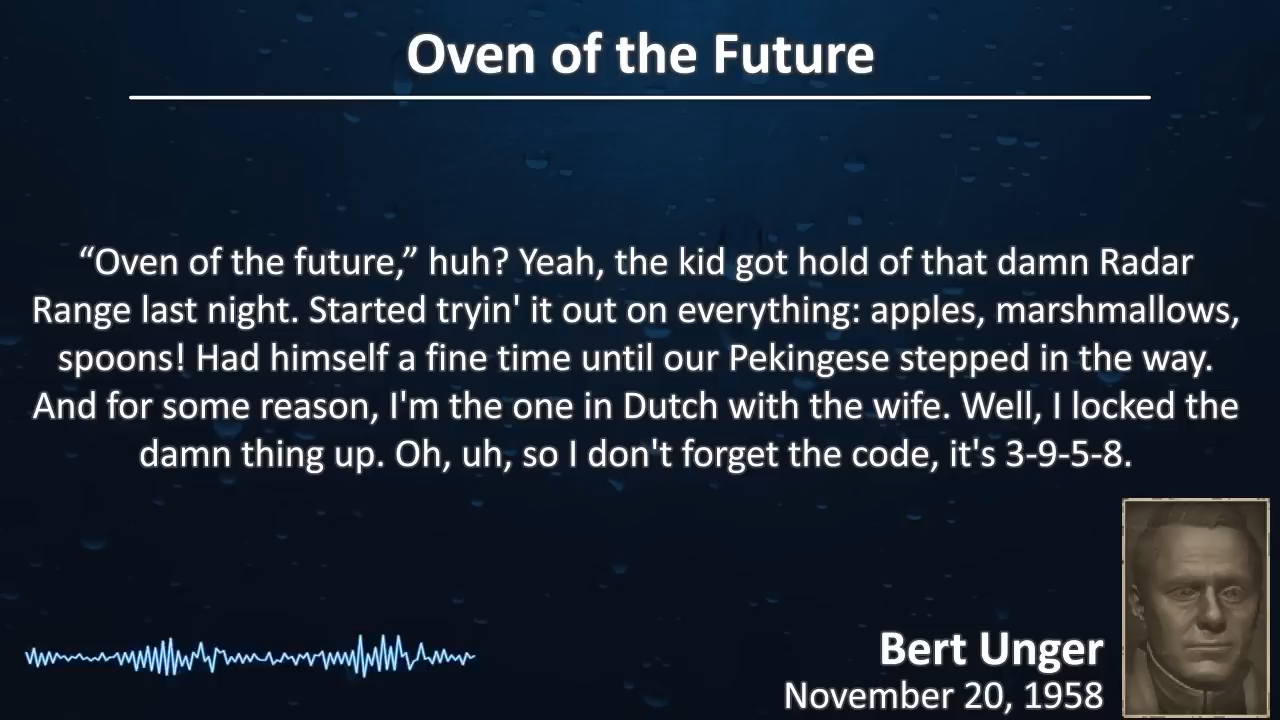 Oven of the Future
“Oven of the future,” huh? Yeah, the kid got hold of that damn Radar
Range last night. Started tryin' it out on everything: apples, marshmallows,
spoons! Had himself a fine time until our Pekingese stepped in the way.
And for some reason, I'm the one in Dutch with the wife. Well, I locked the
damn thing up. Oh, uh, so I don't forget the code, it's 3-9-5-8.
Bert Unger
November 20, 1958